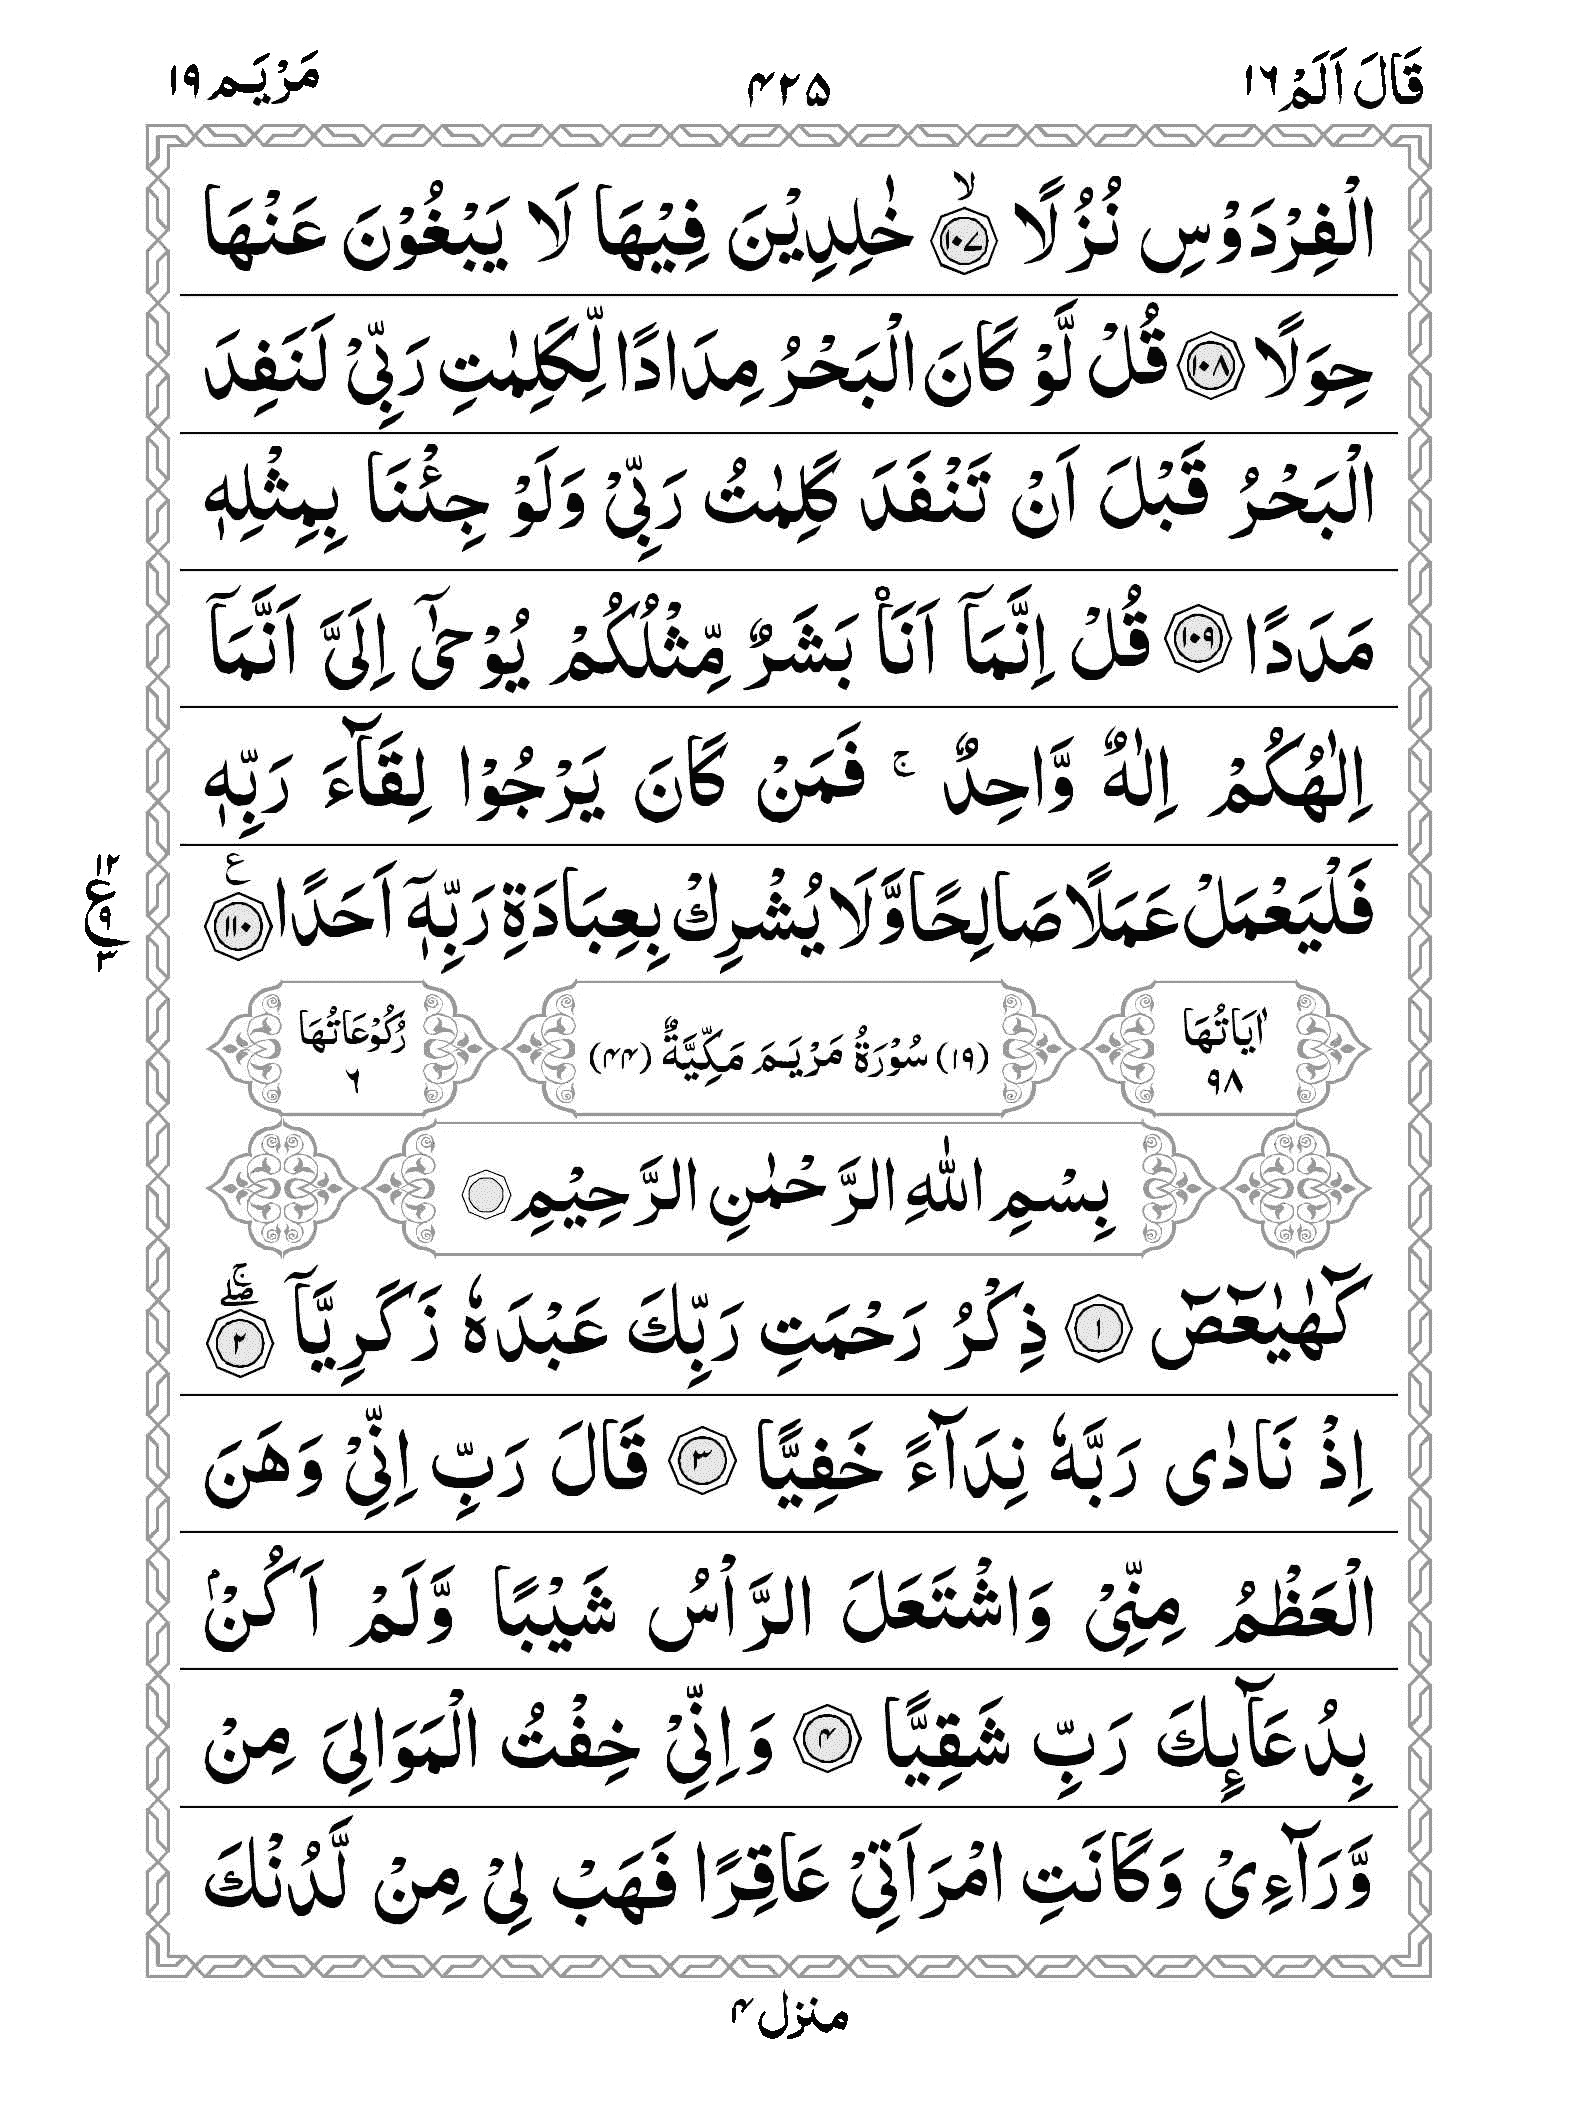 قَالَ اَلَمْ ١٦ ۴۲۵ مَرْيَم ١٩
الْفِرْدَوْسِ نُزُلًا ۙ﴿١٠٧﴾ خٰلِدِيْنَ فِيْهَا لَا يَبْغُوْنَ عَنْهَا
حِوَلًا ﴿١٠٨﴾ قُلْ لَّوْ كَانَ الْبَحْرُ مِدَادًا لِّكَلِمٰتِ رَبِّيْ لَنَفِدَ
الْبَحْرُ قَبْلَ اَنْ تَنْفَدَ كَلِمٰتُ رَبِّيْ وَلَوْ جِئْنَا بِمِثْلِهٖ
مَدَدًا ﴿١٠٩﴾ قُلْ اِنَّمَآ اَنَا۠ بَشَرٌ مِّثْلُكُمْ يُوْحٰٓى اِلَيَّ اَنَّمَآ
اِلٰهُكُمْ اِلٰهٌ وَّاحِدٌ ۚ فَمَنْ كَانَ يَرْجُوْا لِقَآءَ رَبِّهٖ
فَلْيَعْمَلْ عَمَلًا صَالِحًا وَّلَا يُشْرِكْ بِعِبَادَةِ رَبِّهٖٓ اَحَدًا ﴿١١٠﴾ ع
١٢ ع ٩ ٣
اٰيَاتُهَا ٩٨ (١٩) سُوْرَةُ مَرْيَمَ مَكِّيَّةٌ (۴۴) رُكُوْعَاتُهَا ٦
بِسْمِ اللّٰهِ الرَّحْمٰنِ الرَّحِيْمِ
كٓهٰيٰعٓصٓ ﴿١﴾ ذِكْرُ رَحْمَتِ رَبِّكَ عَبْدَهٗ زَكَرِيَّآ ۖۚ﴿٢﴾
اِذْ نَادٰى رَبَّهٗ نِدَآءً خَفِيًّا ﴿٣﴾ قَالَ رَبِّ اِنِّيْ وَهَنَ
الْعَظْمُ مِنِّيْ وَاشْتَعَلَ الرَّاْسُ شَيْبًا وَّلَمْ اَكُنْۢ
بِدُعَآئِكَ رَبِّ شَقِيًّا ﴿۴﴾ وَاِنِّيْ خِفْتُ الْمَوَالِيَ مِنْ
وَّرَآءِيْ وَكَانَتِ امْرَاَتِيْ عَاقِرًا فَهَبْ لِيْ مِنْ لَّدُنْكَ
منزل ۴